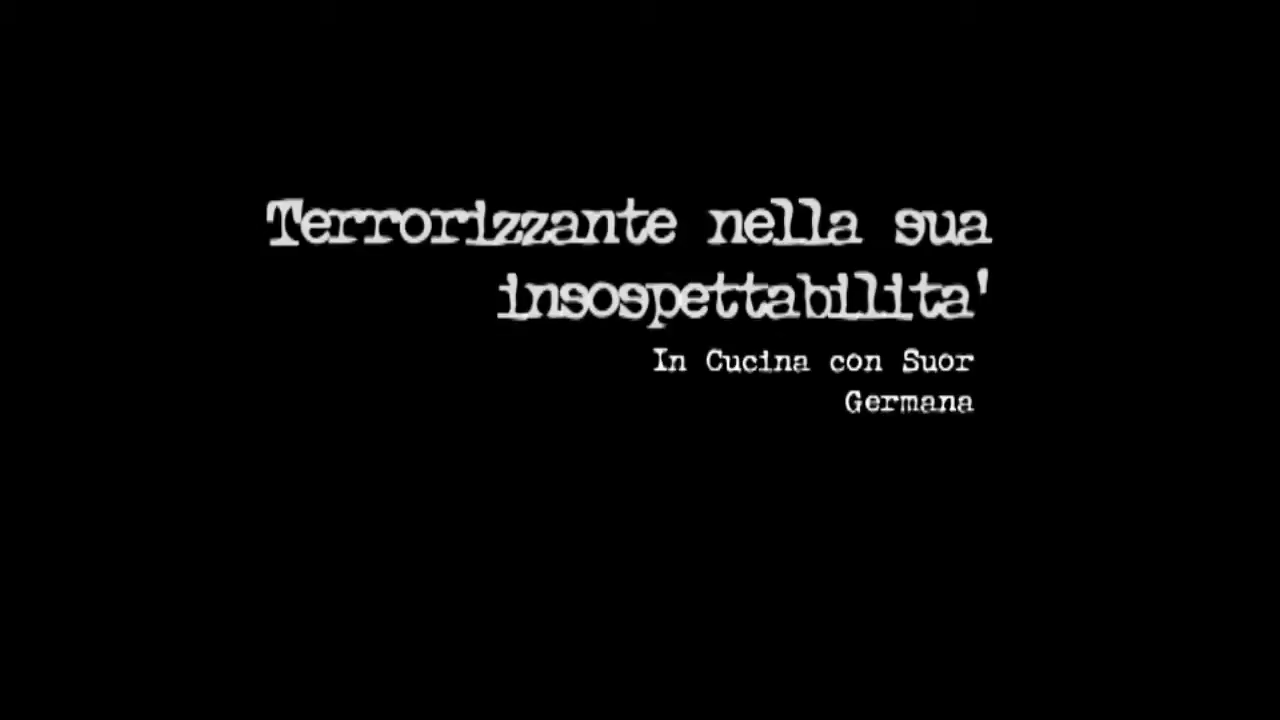 Terrorizzante nella sua
insospettabilita'
In Cucina con Suor
Germana